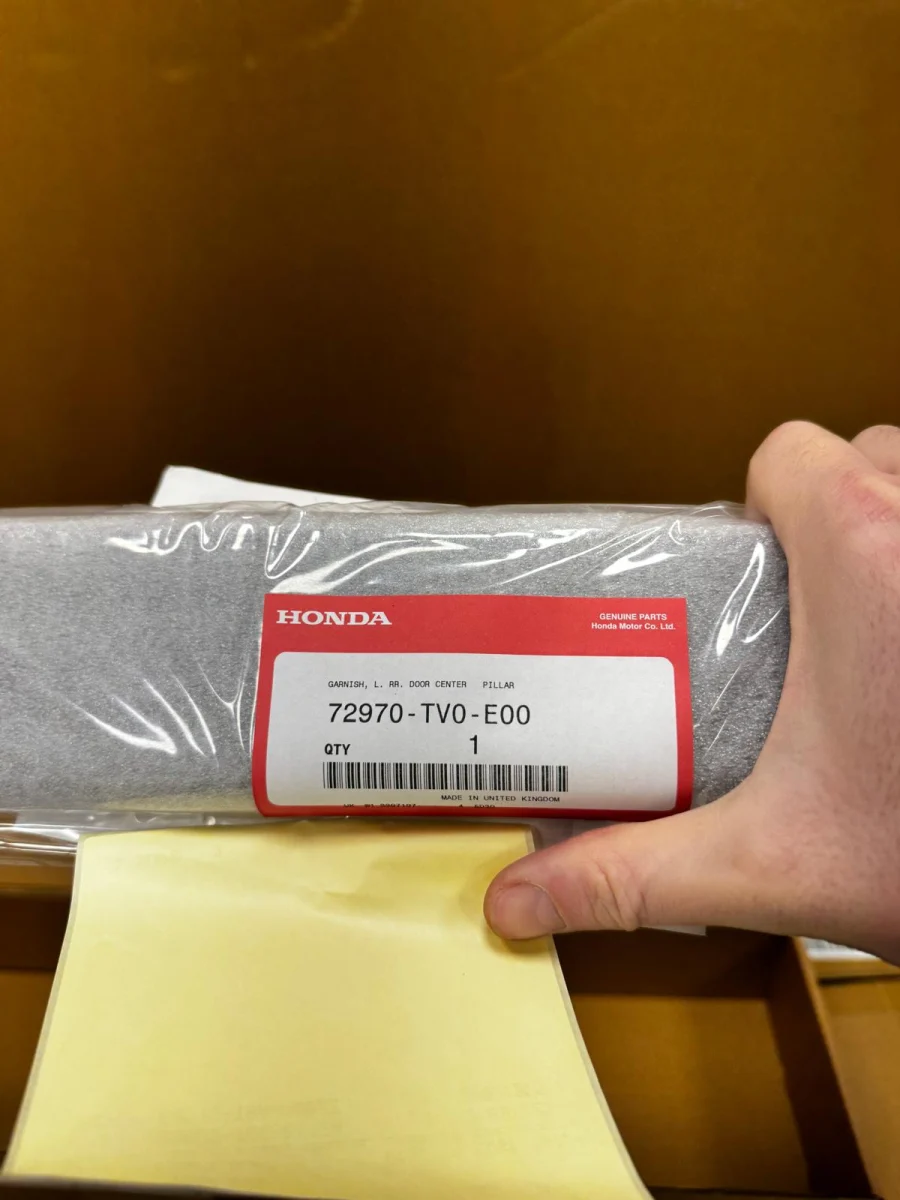 HONDA
GENUINE PARTS
Honda Motor Co. Ltd.
GARNISH, L. RR. DOOR CENTER PILLAR
72970-TV0-E00
QTY 1
MADE IN UNITED KINGDOM